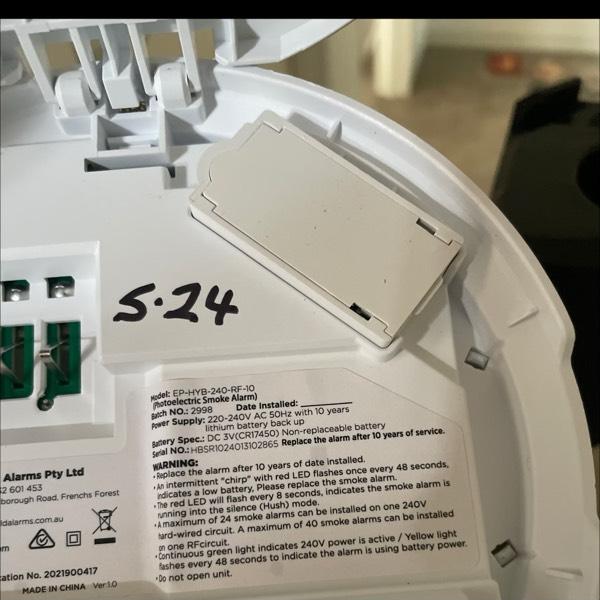 S.24
Model: EP-HYB-240-RF-10
(Photoelectric Smoke Alarm)
Batch NO.: 2998 Date Installed:
Power Supply: 220-240V AC 50Hz with 10 years
lithium battery back up
Battery Spec.: DC 3V(CR17450) Non-replaceable battery
Serial NO.: HBSR1024013102865 Replace the alarm after 10 years of service.
WARNING:
• Replace the alarm after 10 years of date installed.
• An intermittent "chirp" with red LED flashes once every 48 seconds,
indicates a low battery, Please replace the smoke alarm.
• The red LED will flash every 8 seconds, indicates the smoke alarm is
running into the silence (Hush) mode.
• A maximum of 24 smoke alarms can be installed on one 240V
hard-wired circuit. A maximum of 40 smoke alarms can be installed
on one RFcircuit.
• Continuous green light indicates 240V power is active / Yellow light
flashes every 48 seconds to indicate the alarm is using battery power.
• Do not open unit.
Alarms Pty Ltd
601 453
Road, Frenchs Forest
MADE IN CHINA Ver1.0
No. 2021900417